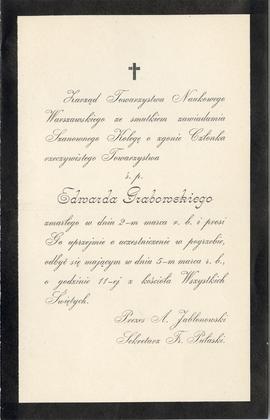 Zarząd Towarzystwa Naukowego
Warszawskiego ze smutkiem zawiadamia
Szanownego Kolegę o zgonie Członka
rzeczywistego Towarzystwa
ś. p.
Edwarda Grabowskiego
zmarłego w dniu 2-m marca r. b. i prosi
Go uprzejmie o uczestniczenie w pogrzebie,
odbyć się mającym w dniu 5-m marca r. b.,
o godzinie 11-ej z kościoła Wszystkich
Świętych.
Prezes A. Jabłonowski
Sekretarz K. Pułaski.